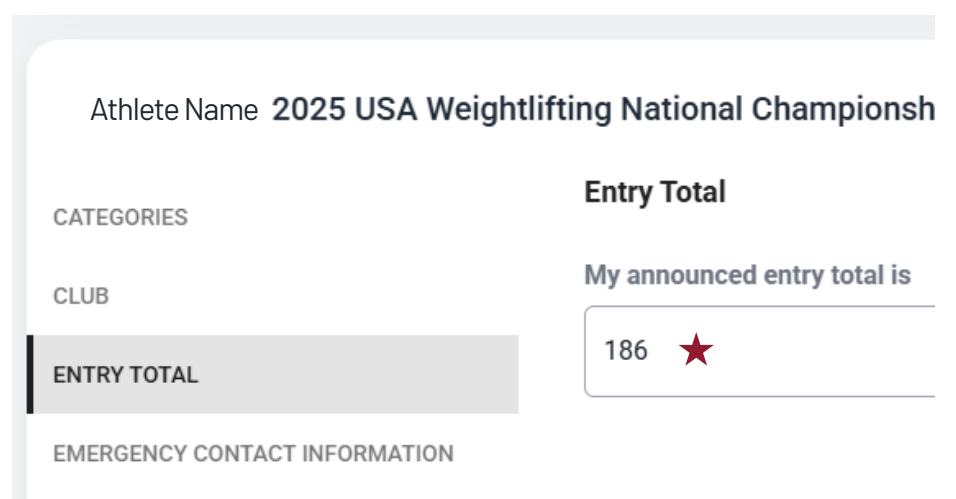 Athlete Name 2025 USA Weightlifting National Championsh
CATEGORIES
CLUB
ENTRY TOTAL
EMERGENCY CONTACT INFORMATION
Entry Total
My announced entry total is
186